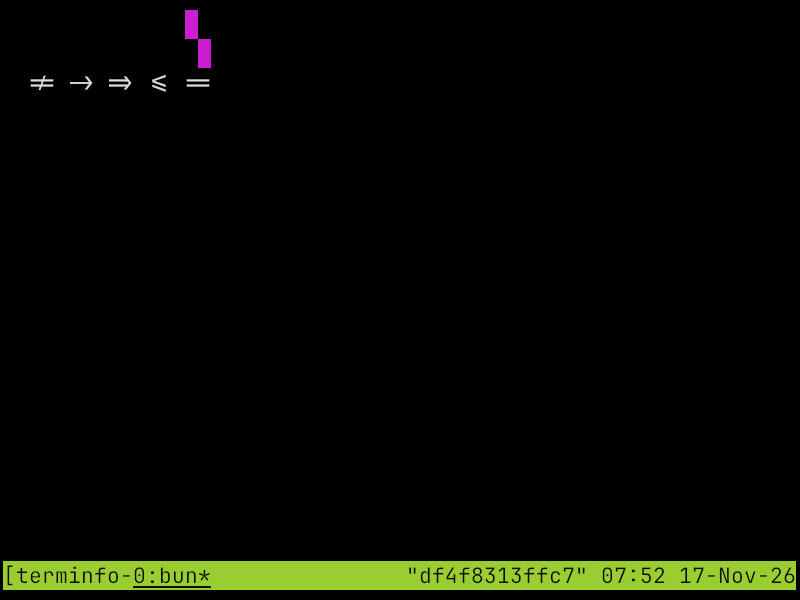 ≠ → ⇒ ⩽ ==
[terminfo-0:bun* "df4f8313ffc7" 07:52 17-Nov-26